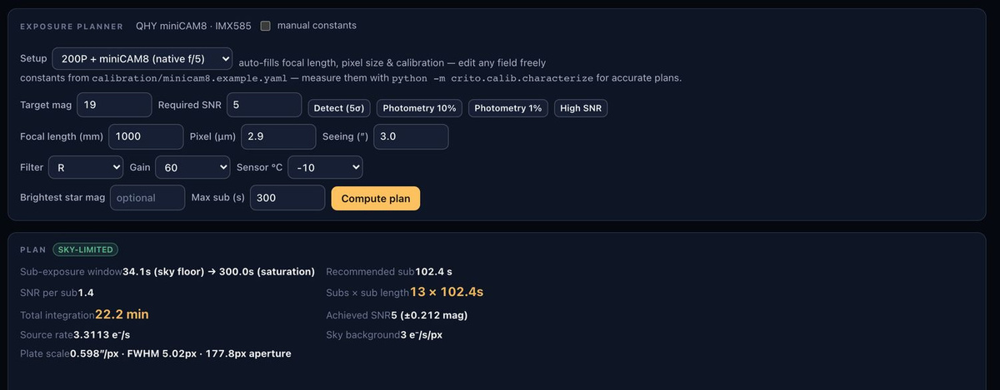 EXPOSURE PLANNER QHY miniCAM8 · IMX585 manual constants
Setup 200P + miniCAM8 (native f/5) auto-fills focal length, pixel size & calibration — edit any field freely
constants from calibration/minicam8.example.yaml — measure them with python -m crito.calib.characterize for accurate plans.
Target mag 19 Required SNR 5 Detect (5σ) Photometry 10% Photometry 1% High SNR
Focal length (mm) 1000 Pixel (μm) 2.9 Seeing (″) 3.0
Filter R Gain 60 Sensor °C -10
Brightest star mag optional Max sub (s) 300 Compute plan
PLAN SKY-LIMITED
Sub-exposure window34.1s (sky floor) → 300.0s (saturation) Recommended sub102.4 s
SNR per sub1.4 Subs × sub length13 × 102.4s
Total integration22.2 min Achieved SNR5 (±0.212 mag)
Source rate3.3113 e⁻/s Sky background3 e⁻/s/px
Plate scale0.598″/px · FWHM 5.02px · 177.8px aperture